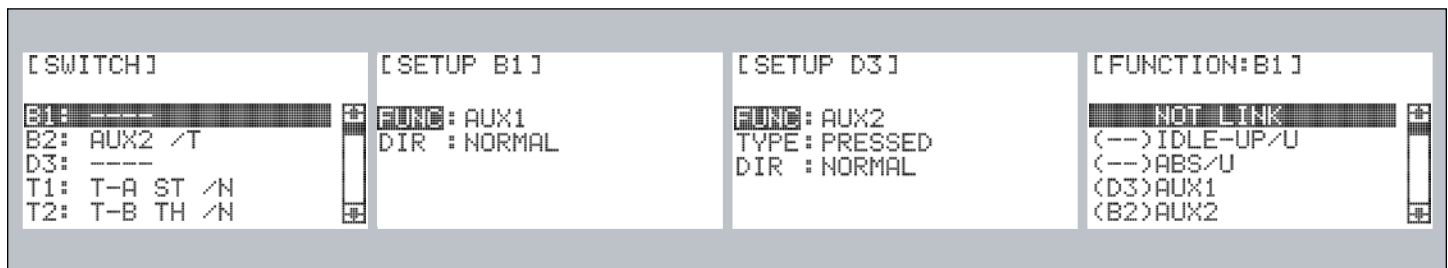 [SWITCH]
B1: ----
B2: AUX2 /T
D3: ----
T1: T-A ST /N
T2: T-B TH /N
[SETUP B1]
FUNC:AUX1
DIR :NORMAL
[SETUP D3]
FUNC:AUX2
TYPE:PRESSED
DIR :NORMAL
[FUNCTION:B1]
NOT LINK
(--)IDLE-UP/U
(--)ABS/U
(D3)AUX1
(B2)AUX2